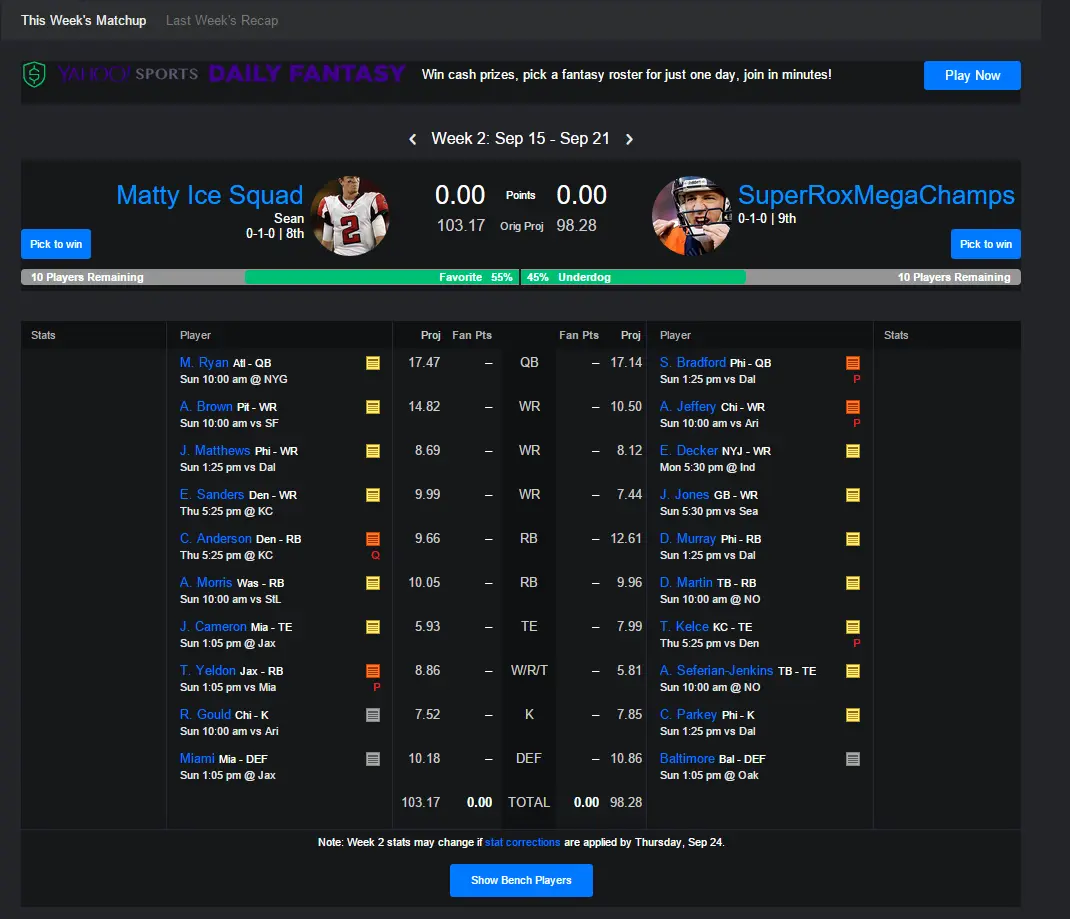 This Week's Matchup Last Week's Recap
YAHOO! SPORTS DAILY FANTASY Win cash prizes, pick a fantasy roster for just one day, join in minutes! Play Now
Week 2: Sep 15 - Sep 21
Matty Ice Squad 0.00 Points 0.00 SuperRoxMegaChamps
Sean 0-1-0 | 9th
0-1-0 | 8th 103.17 Orig Proj 98.28
Pick to win Pick to win
10 Players Remaining Favorite 55% 45% Underdog 10 Players Remaining
Stats Player Proj Fan Pts Fan Pts Proj Player Stats
M. Ryan Atl - QB 17.47 – QB – 17.14 S. Bradford Phi - QB
Sun 10:00 am @ NYG Sun 1:25 pm vs Dal P
A. Brown Pit - WR 14.82 – WR – 10.50 A. Jeffery Chi - WR
Sun 10:00 am vs SF Sun 10:00 am vs Ari P
J. Matthews Phi - WR 8.69 – WR – 8.12 E. Decker NYJ - WR
Sun 1:25 pm vs Dal Mon 5:30 pm @ Ind
E. Sanders Den - WR 9.99 – WR – 7.44 J. Jones GB - WR
Thu 5:25 pm @ KC Sun 5:30 pm vs Sea
C. Anderson Den - RB 9.66 – RB – 12.61 D. Murray Phi - RB
Thu 5:25 pm @ KC Q Sun 1:25 pm vs Dal
A. Morris Was - RB 10.05 – RB – 9.96 D. Martin TB - RB
Sun 10:00 am vs StL Sun 10:00 am @ NO
J. Cameron Mia - TE 5.93 – TE – 7.99 T. Kelce KC - TE
Sun 1:05 pm @ Jax Thu 5:25 pm vs Den P
T. Yeldon Jax - RB 8.86 – W/R/T – 5.81 A. Seferian-Jenkins TB - TE
Sun 1:05 pm vs Mia P Sun 10:00 am @ NO
R. Gould Chi - K 7.52 – K – 7.85 C. Parkey Phi - K
Sun 10:00 am vs Ari Sun 1:25 pm vs Dal
Miami Mia - DEF 10.18 – DEF – 10.86 Baltimore Bal - DEF
Sun 1:05 pm @ Jax Sun 1:05 pm @ Oak
103.17 0.00 TOTAL 0.00 98.28
Note: Week 2 stats may change if stat corrections are applied by Thursday, Sep 24.
Show Bench Players